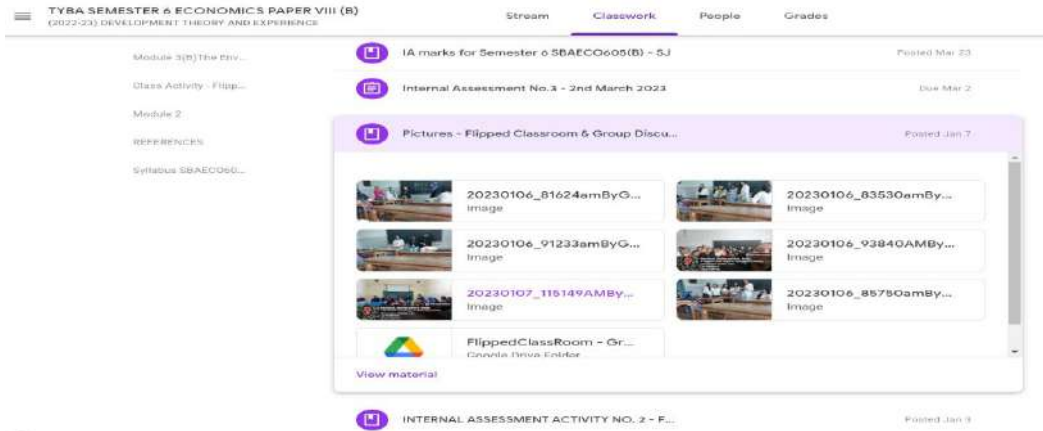 TYBA SEMESTER 6 ECONOMICS PAPER VIII (B)
(2022-23) DEVELOPMENT THEORY AND EXPERIENCE
Stream
Classwork
People
Grades
Module 3(B)The Env...
Class Activity - Flipp...
Module 2
REFERENCES
Syllabus SBAECO60...
IA marks for Semester 6 SBAECO605(B) - SJ
Posted Mar 23
Internal Assessment No.3 - 2nd March 2023
Due Mar 2
Pictures - Flipped Classroom & Group Discu...
Posted Jan 7
20230106_81624amByG...
Image
20230106_83530amBy...
Image
20230106_91233amByG...
Image
20230106_93840AMBy...
Image
20230107_115149AMBy...
Image
20230106_85750amBy...
Image
FlippedClassRoom - Gr...
Google Drive Folder
View material
INTERNAL ASSESSMENT ACTIVITY NO. 2 - F...
Posted Jan 3